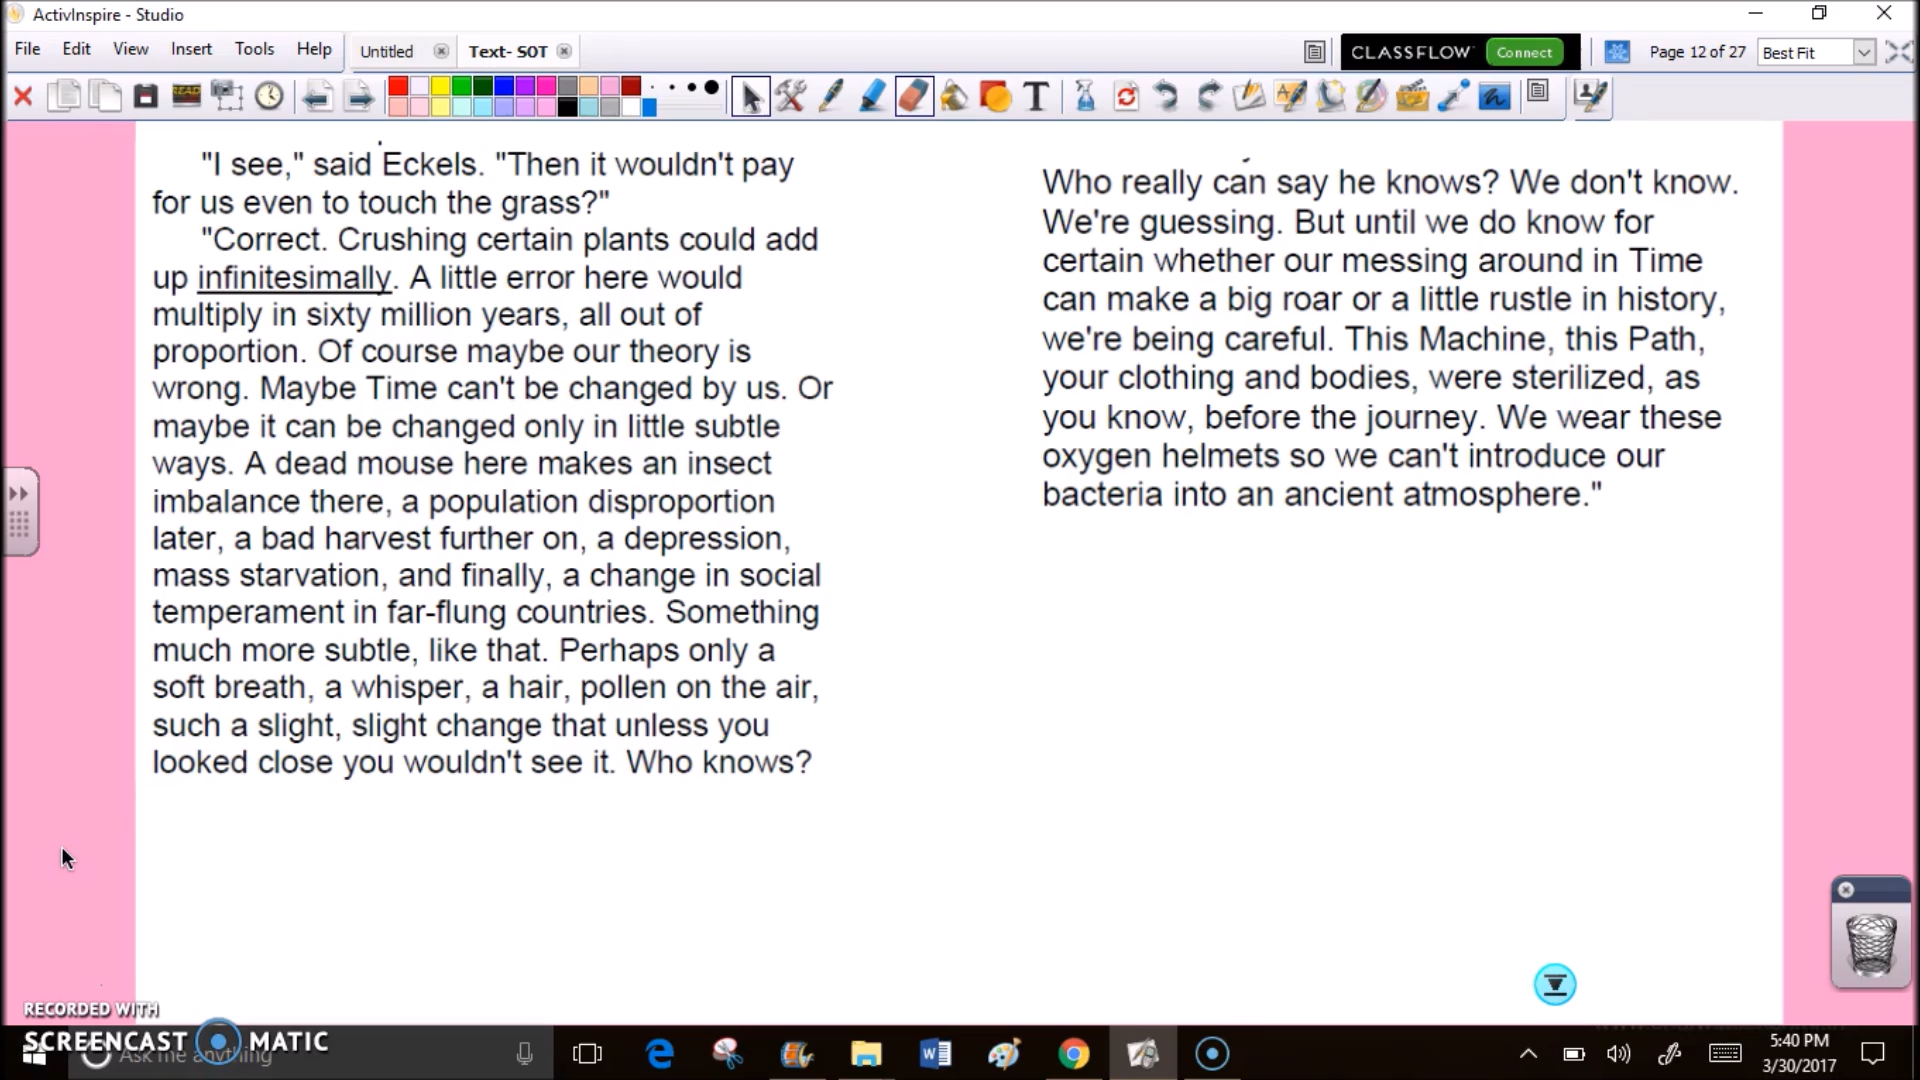 ActivInspire - Studio
File Edit View Insert Tools Help
Untitled
Text- SOT
CLASSFLOW Connect
Page 12 of 27
Best Fit
"I see," said Eckels. "Then it wouldn't pay
for us even to touch the grass?"
"Correct. Crushing certain plants could add
up infinitesimally. A little error here would
multiply in sixty million years, all out of
proportion. Of course maybe our theory is
wrong. Maybe Time can't be changed by us. Or
maybe it can be changed only in little subtle
ways. A dead mouse here makes an insect
imbalance there, a population disproportion
later, a bad harvest further on, a depression,
mass starvation, and finally, a change in social
temperament in far-flung countries. Something
much more subtle, like that. Perhaps only a
soft breath, a whisper, a hair, pollen on the air,
such a slight, slight change that unless you
looked close you wouldn't see it. Who knows?
Who really can say he knows? We don't know.
We're guessing. But until we do know for
certain whether our messing around in Time
can make a big roar or a little rustle in history,
we're being careful. This Machine, this Path,
your clothing and bodies, were sterilized, as
you know, before the journey. We wear these
oxygen helmets so we can't introduce our
bacteria into an ancient atmosphere."
RECORDED WITH
SCREENCAST MATIC
Ask me anything
5:40 PM
3/30/2017